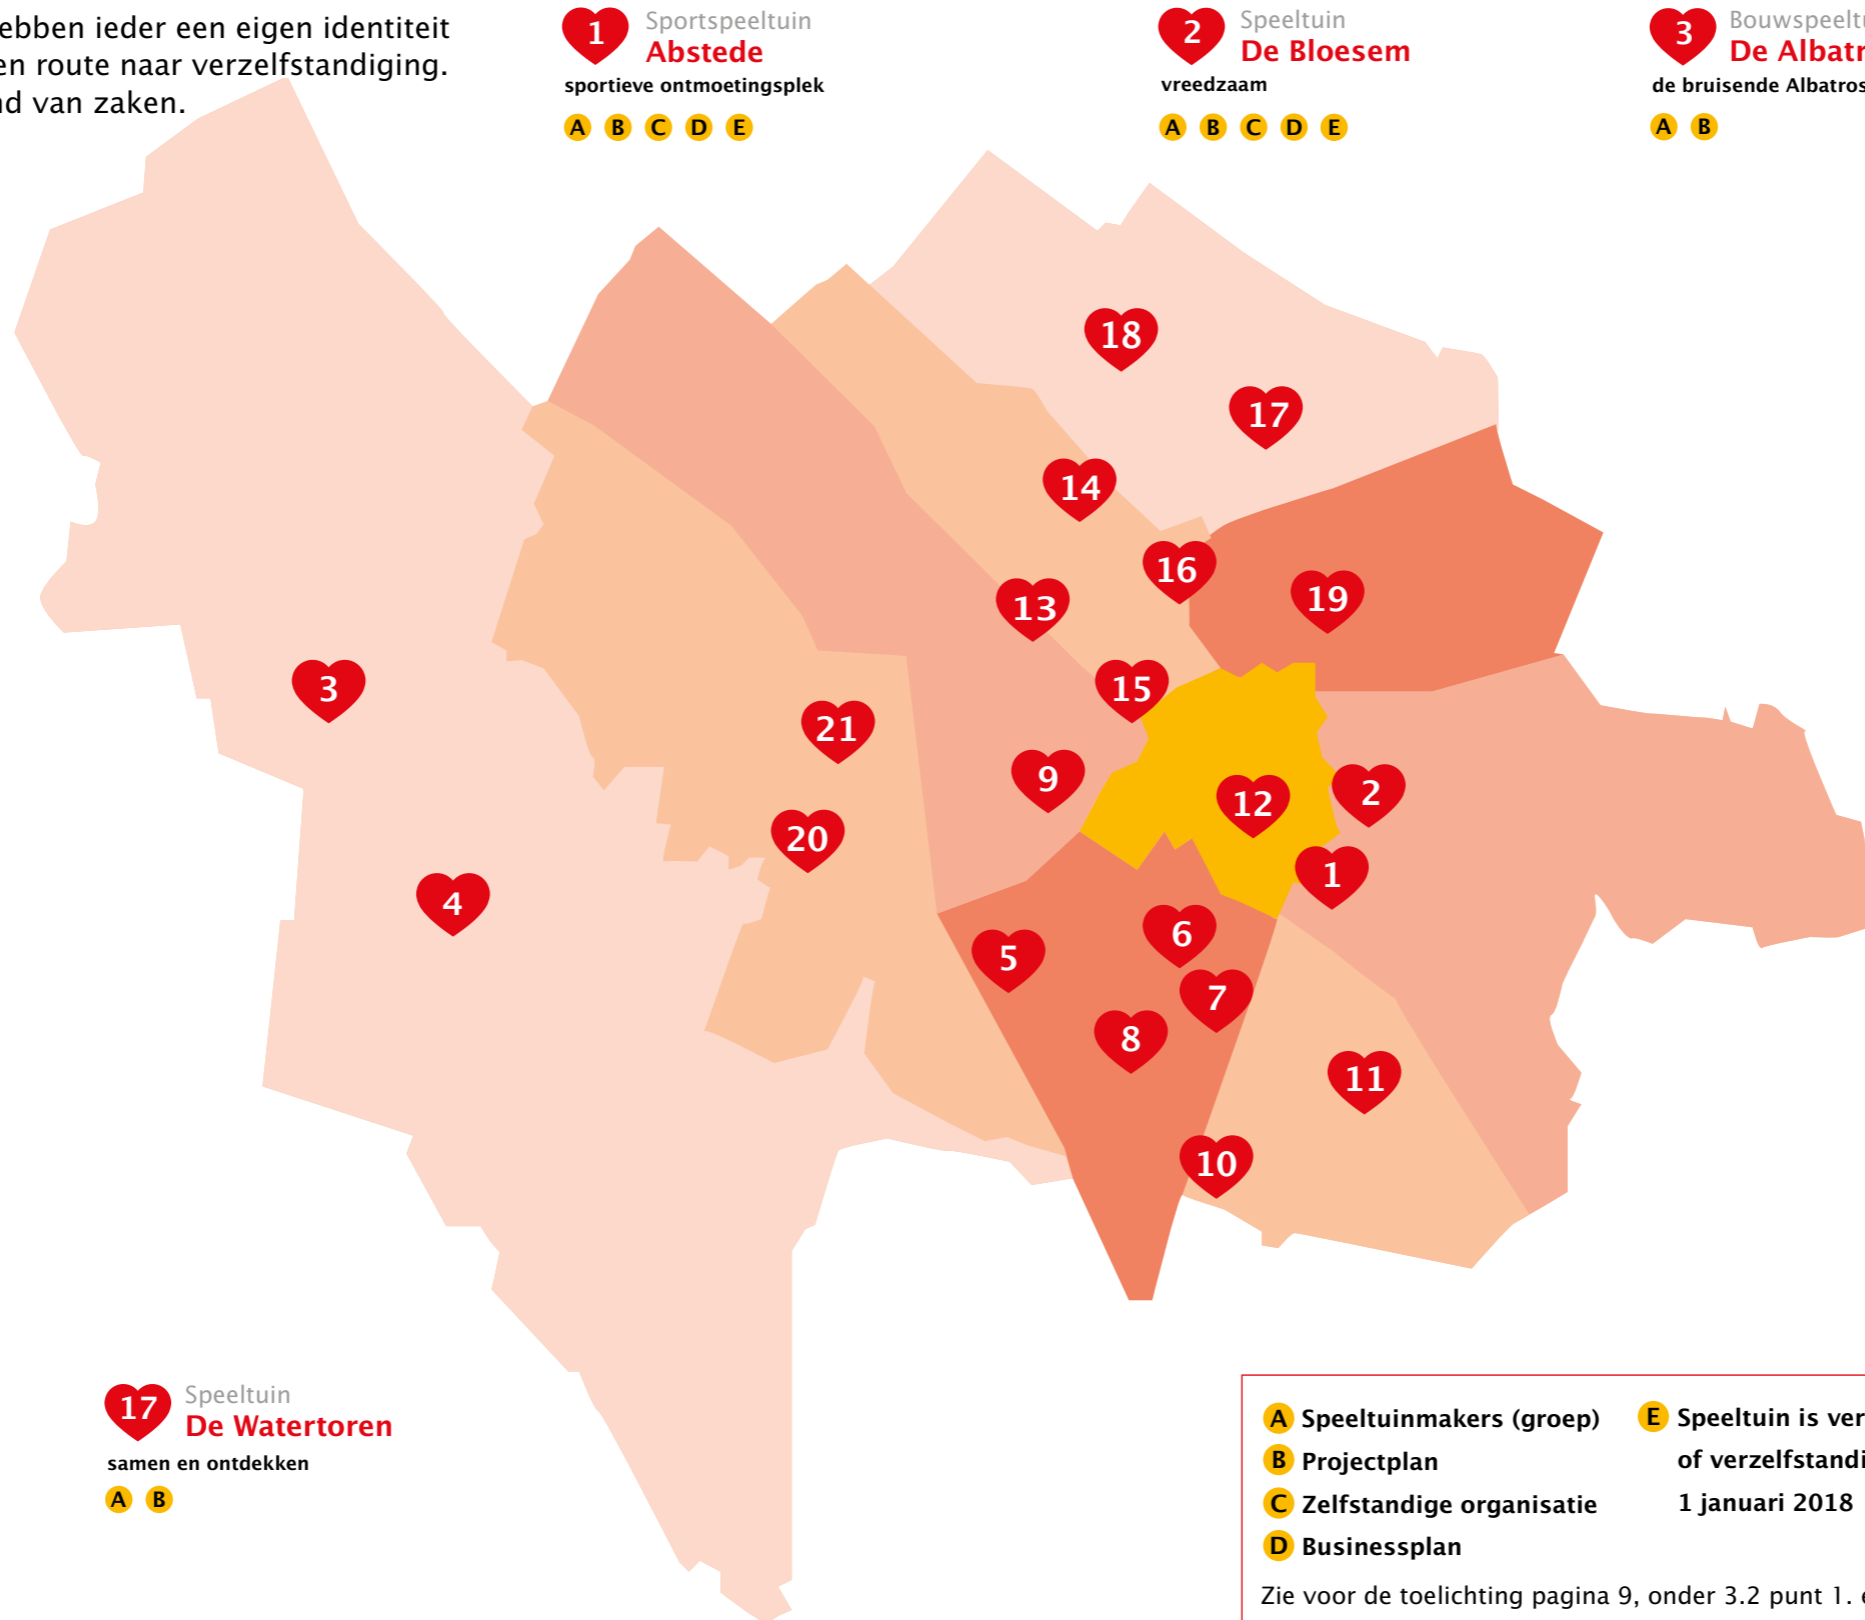 ebben ieder een eigen identiteit
en route naar verzelfstandiging.
nd van zaken.
1 Sportspeeltuin
Abstede
sportieve ontmoetingsplek
A B C D E
2 Speeltuin
De Bloesem
vreedzaam
A B C D E
3 Bouwspeeltu
De Albatr
de bruisende Albatros
A B
18
17
14
16
13
19
15
3
21
9
12
2
20
1
4
6
5
7
8
11
10
17 Speeltuin
De Watertoren
samen en ontdekken
A B
A Speeltuinmakers (groep)
B Projectplan
C Zelfstandige organisatie
D Businessplan
E Speeltuin is ver
of verzelfstandi
1 januari 2018
Zie voor de toelichting pagina 9, onder 3.2 punt 1. e